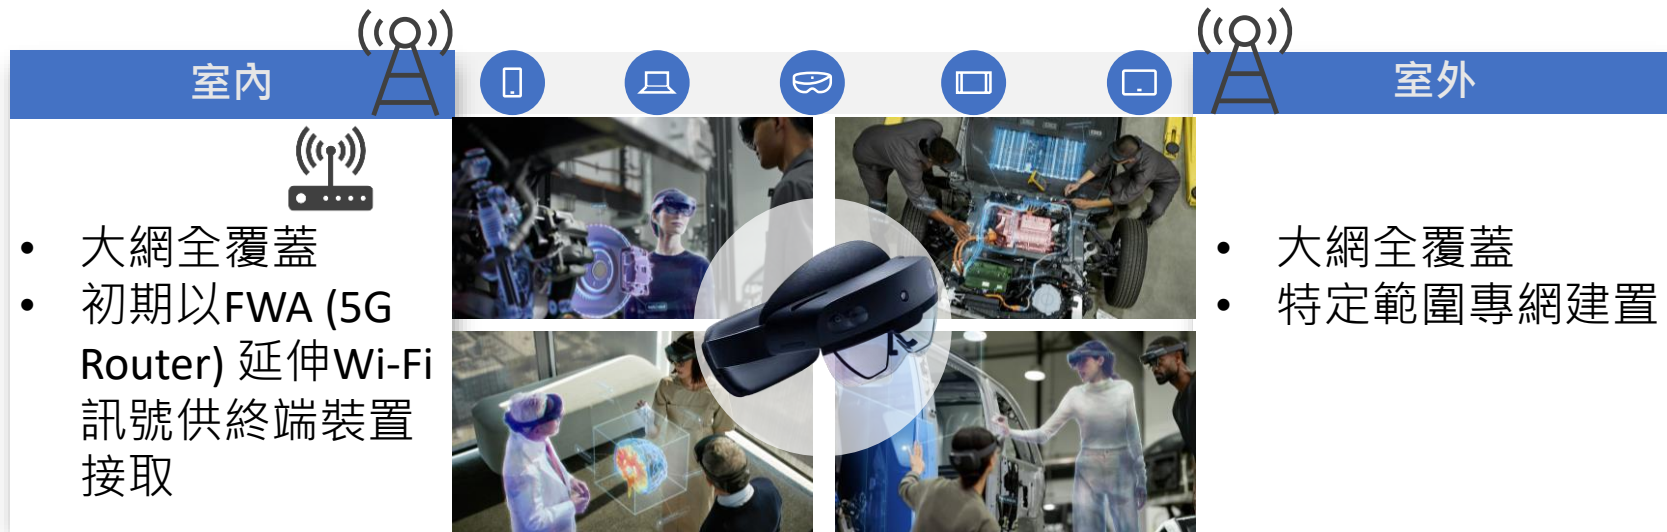 室內
• 大網全覆蓋
• 初期以FWA (5G
Router) 延伸Wi-Fi
訊號供終端裝置
接取
室外
• 大網全覆蓋
• 特定範圍專網建置